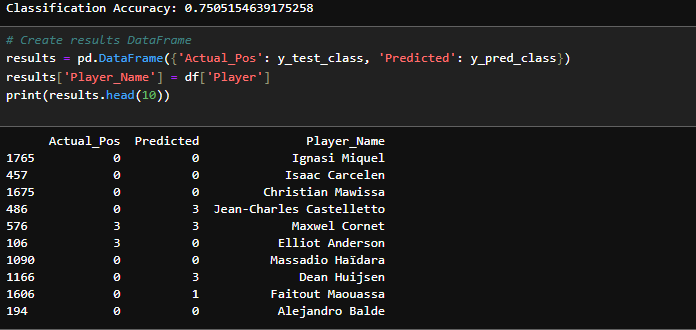 Classification Accuracy: 0.7505154639175258
# Create results DataFrame
results = pd.DataFrame({'Actual_Pos': y_test_class, 'Predicted': y_pred_class})
results['Player_Name'] = df['Player']
print(results.head(10))
Actual_Pos Predicted Player_Name
1765 0 0 Ignasi Miquel
457 0 0 Isaac Carcelen
1675 0 0 Christian Mawissa
486 0 3 Jean-Charles Castelletto
576 3 3 Maxwel Cornet
106 3 0 Elliot Anderson
1090 0 0 Massadio Haïdara
1166 0 3 Dean Huijsen
1606 0 1 Faitout Maouassa
194 0 0 Alejandro Balde